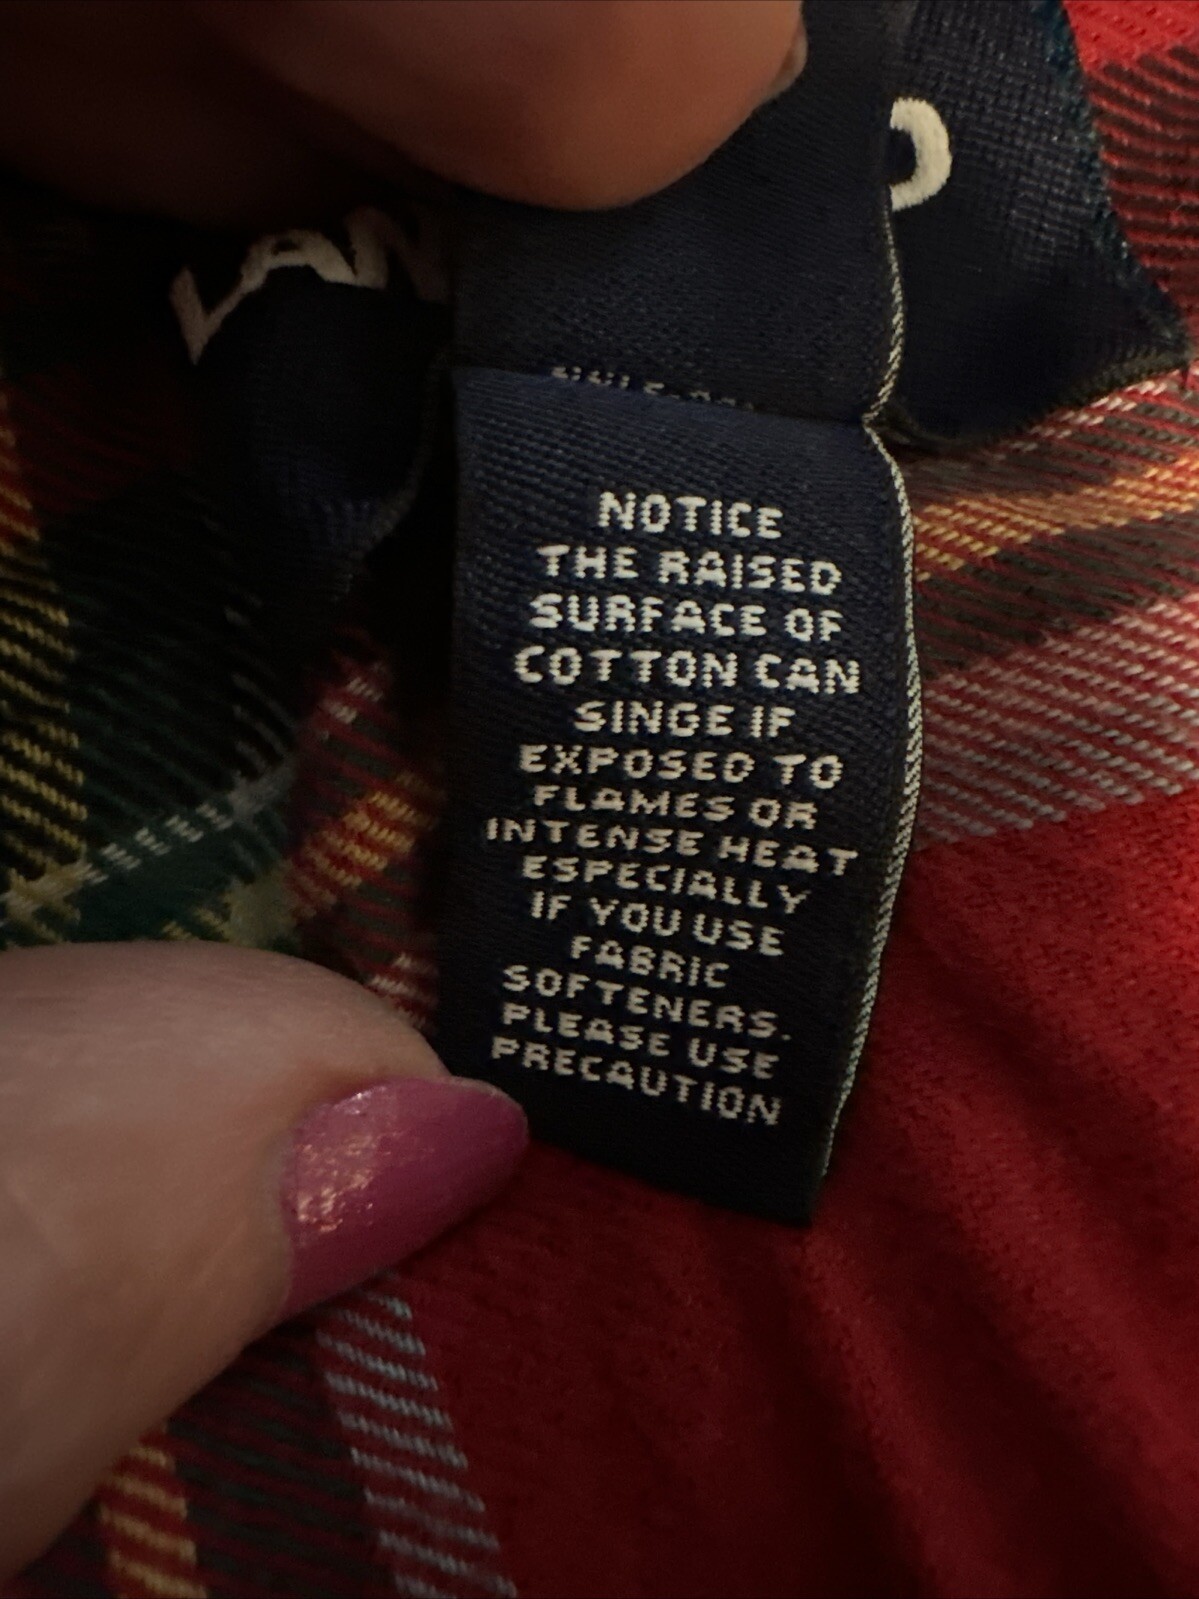 LAN
NOTICE
THE RAISED
SURFACE OF
COTTON CAN
SINGE IF
EXPOSED TO
FLAMES OR
INTENSE HEAT
ESPECIALLY
IF YOU USE
FABRIC
SOFTENERS.
PLEASE USE
PRECAUTION